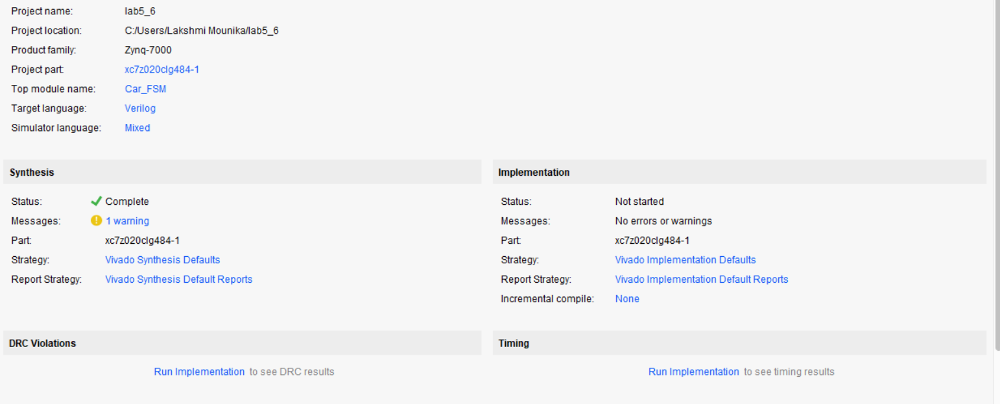 Project name: lab5_6
Project location: C:/Users/Lakshmi Mounika/lab5_6
Product family: Zynq-7000
Project part: xc7z020clg484-1
Top module name: Car_FSM
Target language: Verilog
Simulator language: Mixed
Synthesis
Status: Complete
Messages: 1 warning
Part: xc7z020clg484-1
Strategy: Vivado Synthesis Defaults
Report Strategy: Vivado Synthesis Default Reports
Implementation
Status: Not started
Messages: No errors or warnings
Part: xc7z020clg484-1
Strategy: Vivado Implementation Defaults
Report Strategy: Vivado Implementation Default Reports
Incremental compile: None
DRC Violations
Run Implementation to see DRC results
Timing
Run Implementation to see timing results